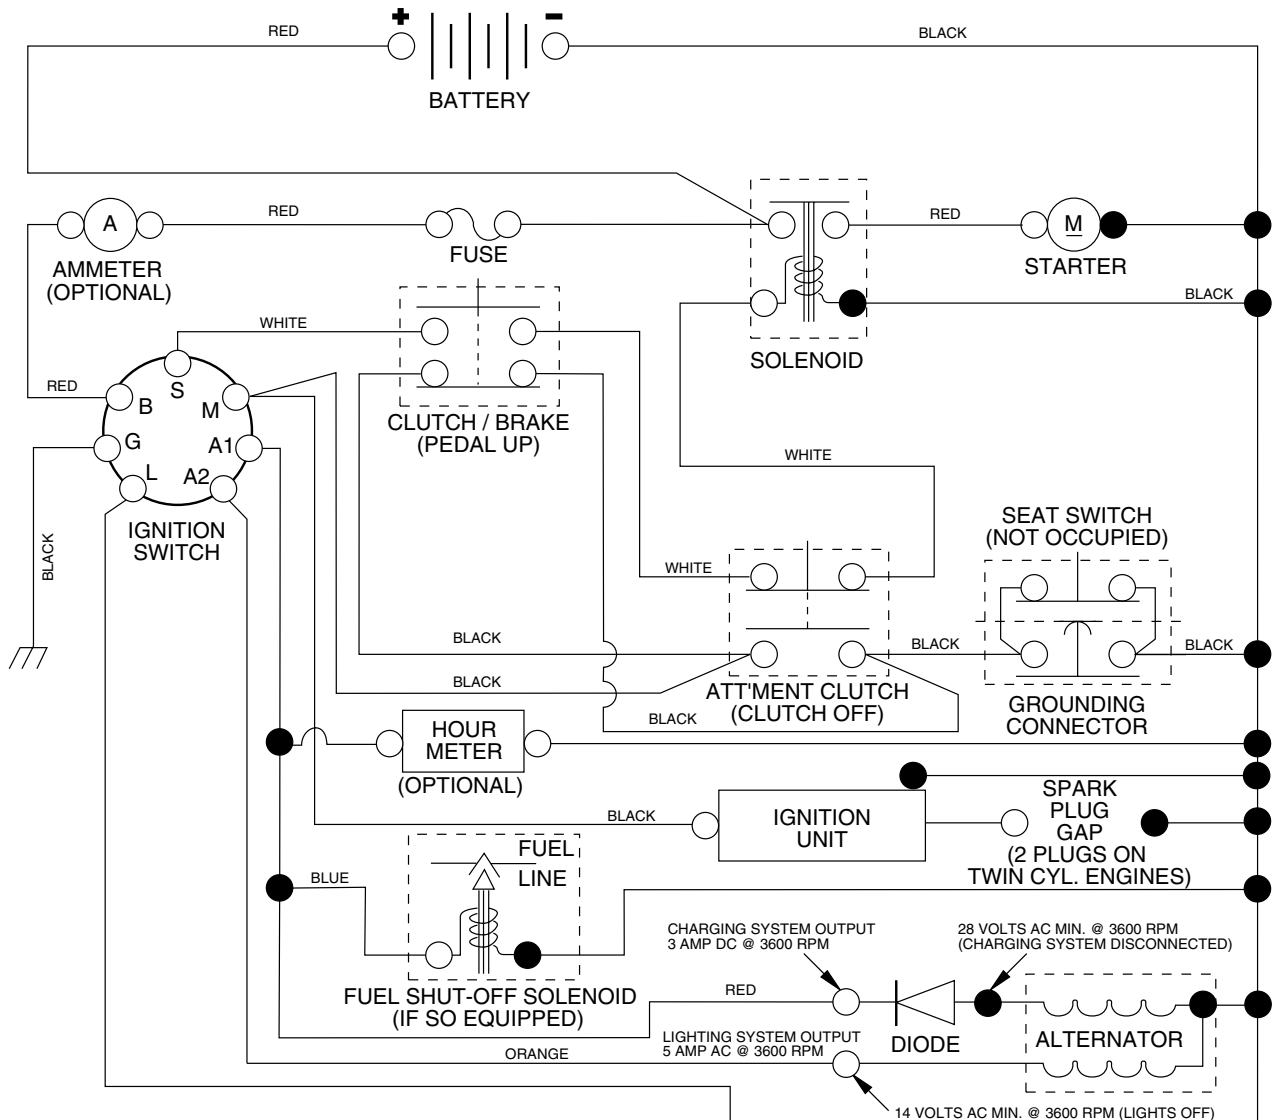 + −
RED
BLACK
BATTERY
A
RED
FUSE
RED
M
STARTER
AMMETER
(OPTIONAL)
BLACK
SOLENOID
WHITE
RED
S
B
M
G
A1
L
A2
CLUTCH / BRAKE
(PEDAL UP)
IGNITION
SWITCH
BLACK
WHITE
SEAT SWITCH
(NOT OCCUPIED)
WHITE
BLACK
BLACK
BLACK
BLACK
ATT'MENT CLUTCH
(CLUTCH OFF)
BLACK
GROUNDING
CONNECTOR
HOUR
METER
(OPTIONAL)
BLACK
IGNITION
UNIT
SPARK
PLUG
GAP
(2 PLUGS ON
TWIN CYL. ENGINES)
FUEL
LINE
BLUE
FUEL SHUT-OFF SOLENOID
(IF SO EQUIPPED)
CHARGING SYSTEM OUTPUT
3 AMP DC @ 3600 RPM
28 VOLTS AC MIN. @ 3600 RPM
(CHARGING SYSTEM DISCONNECTED)
RED
DIODE
ALTERNATOR
LIGHTING SYSTEM OUTPUT
5 AMP AC @ 3600 RPM
ORANGE
14 VOLTS AC MIN. @ 3600 RPM (LIGHTS OFF)